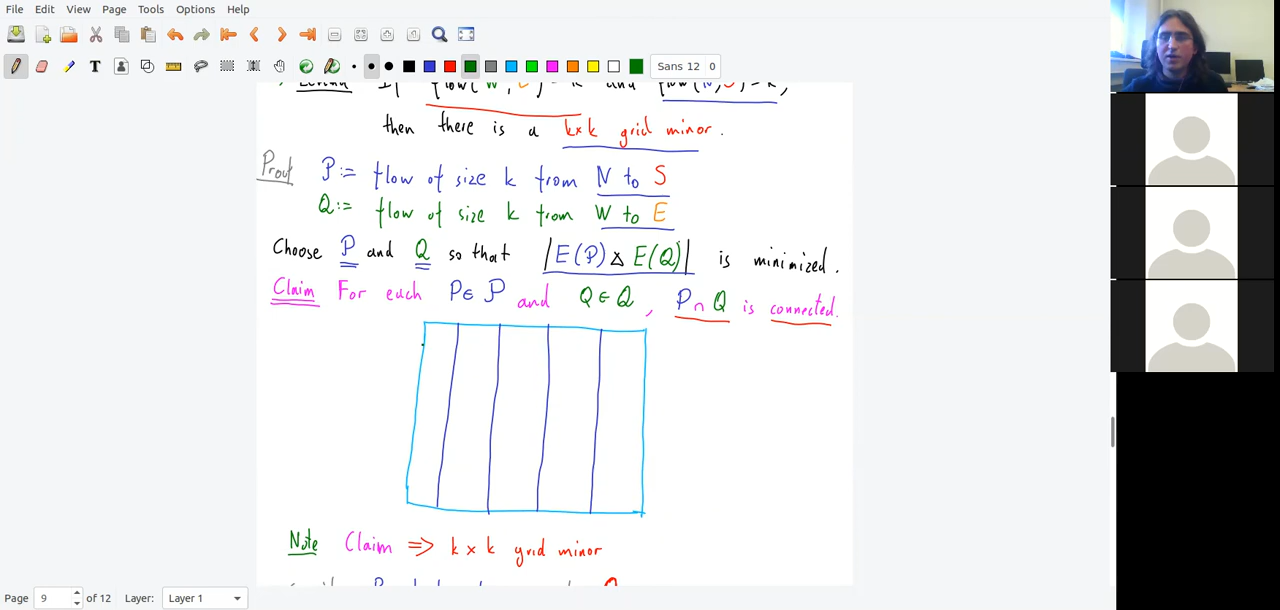 File Edit View Page Tools Options Help
Sans 12 0
then there is a k×k grid minor.
Proof P:= flow of size k from N to S
Q:= flow of size k from W to E
Choose P and Q so that |E(P) Δ E(Q)| is minimized.
Claim For each P∈P and Q∈Q, P∩Q is connected.
Note Claim ⇒ k×k grid minor
Page 9 of 12 Layer: Layer 1